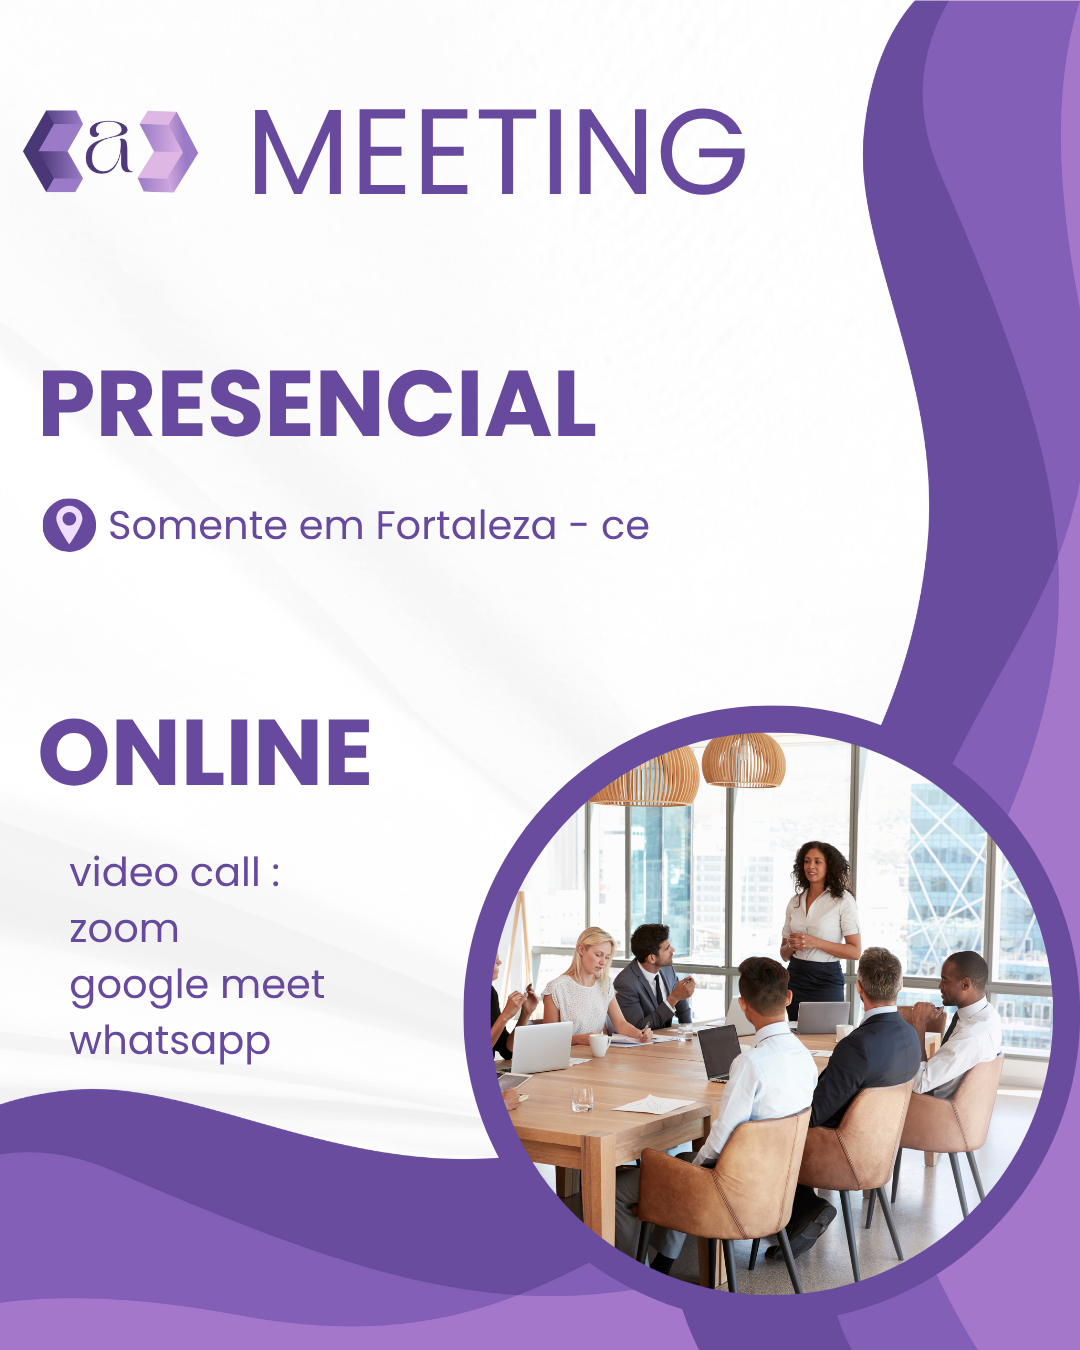 a MEETING
PRESENCIAL
Somente em Fortaleza - ce
ONLINE
video call :
zoom
google meet
whatsapp